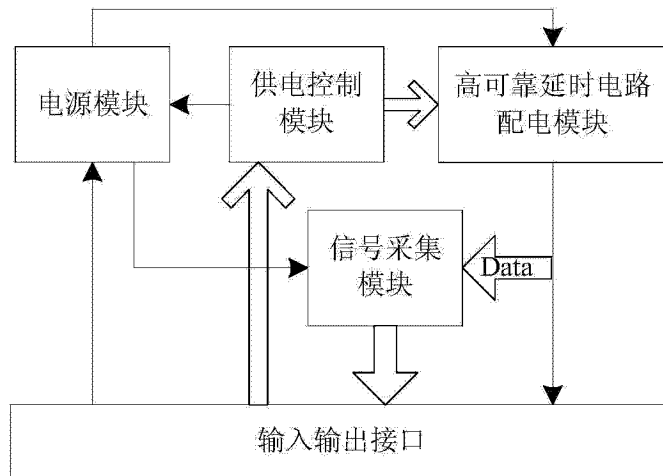 电源模块
供电控制
模块
高可靠延时电路
配电模块
信号采集
模块
Data
输入输出接口